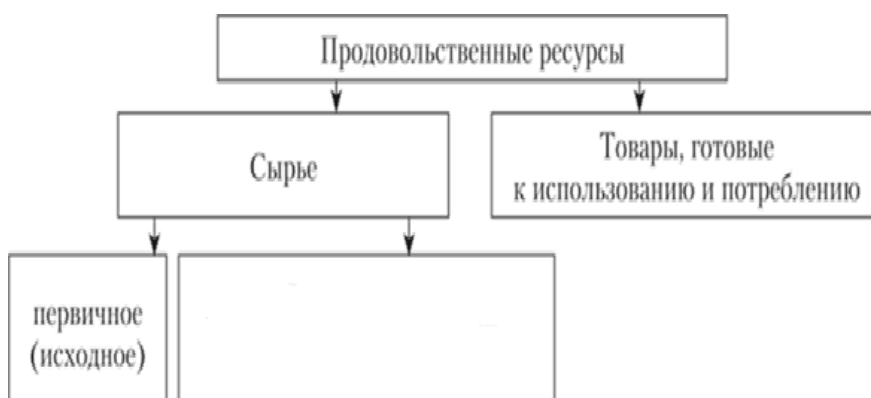 Продовольственные ресурсы
Сырье
Товары, готовые
к использованию и потреблению
первичное
(исходное)